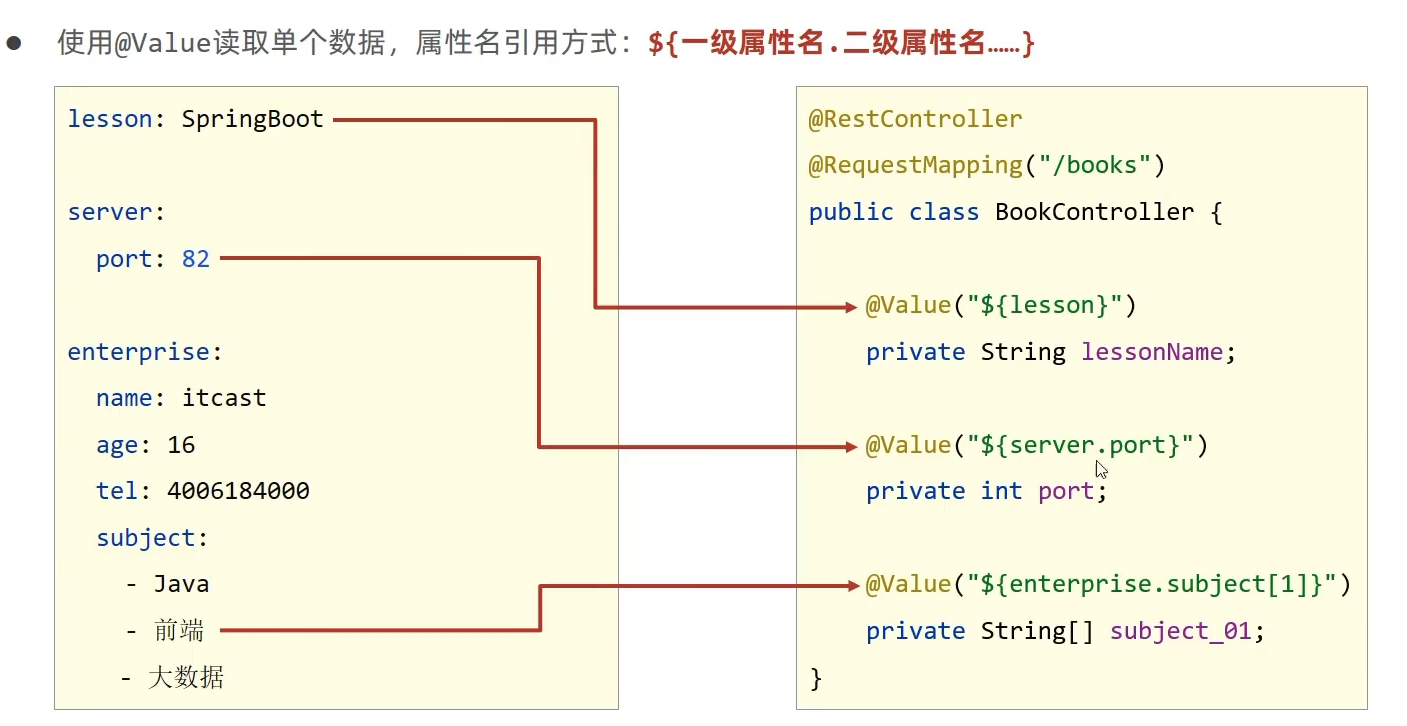 使用@Value读取单个数据，属性名引用方式：${一级属性名.二级属性名……}
lesson: SpringBoot
server:
port: 82
enterprise:
name: itcast
age: 16
tel: 4006184000
subject:
- Java
- 前端
- 大数据
@RestController
@RequestMapping("/books")
public class BookController {
@Value("${lesson}")
private String lessonName;
@Value("${server.port}")
private int port;
@Value("${enterprise.subject[1]}")
private String[] subject_01;
}